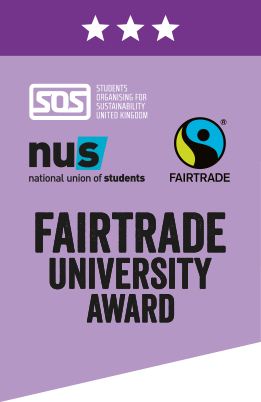 SOS
STUDENTS
ORGANISING FOR
SUSTAINABILITY
UNITED KINGDOM
nus
national union of students
®
FAIRTRADE
FAIRTRADE
UNIVERSITY
AWARD